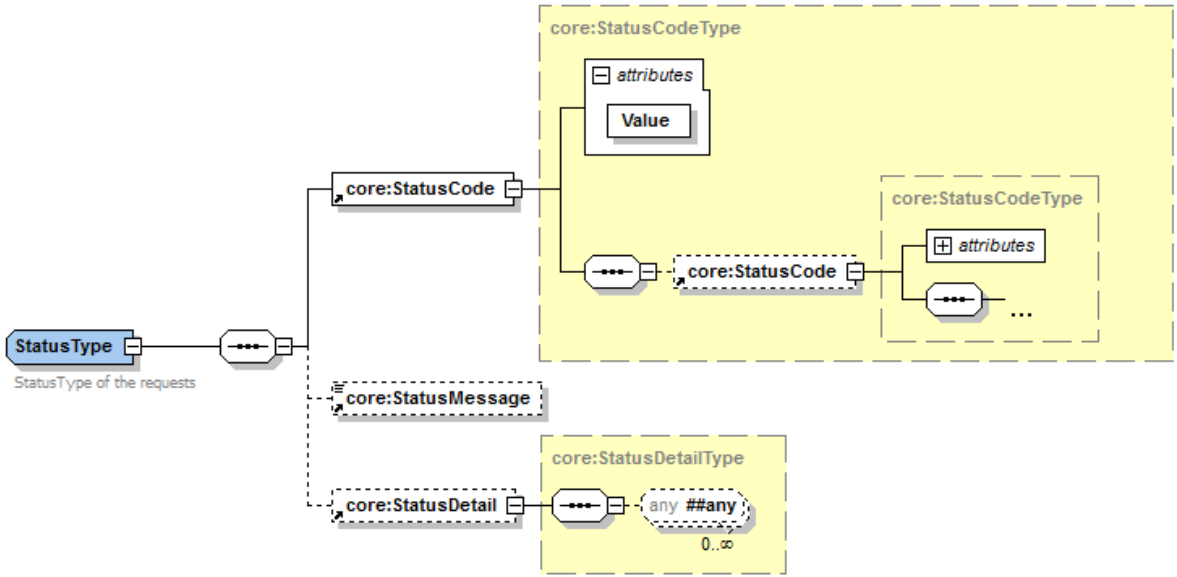 core:StatusCodeType
attributes
Value
core:StatusCode
core:StatusCodeType
attributes
core:StatusCode
...
StatusType
StatusType of the requests
core:StatusMessage
core:StatusDetailType
core:StatusDetail
any ##any
0..∞